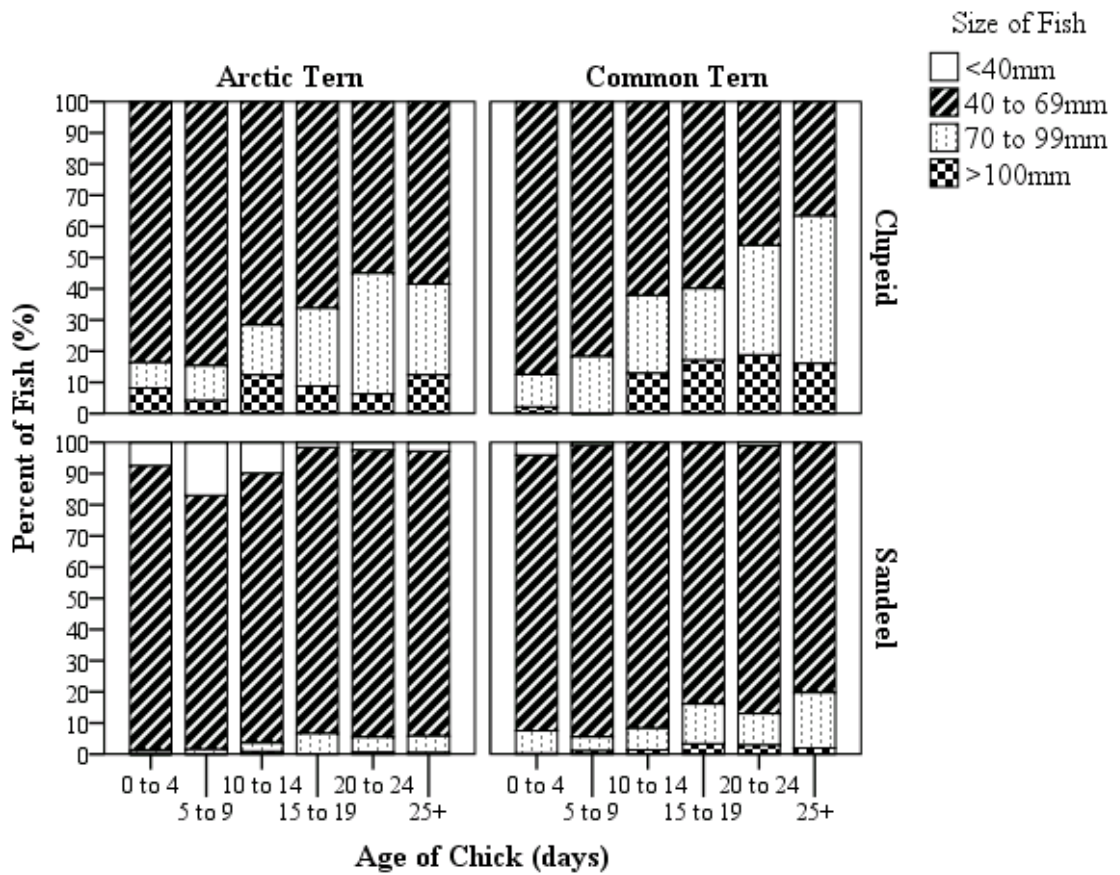 Size of Fish
<40mm
40 to 69mm
70 to 99mm
>100mm
Arctic Tern
Common Tern
Percent of Fish (%)
100
90
80
70
60
50
40
30
20
10
0
Clupeid
100
90
80
70
60
50
40
30
20
10
0
Sandeel
0 to 4
5 to 9
10 to 14
15 to 19
20 to 24
25+
0 to 4
5 to 9
10 to 14
15 to 19
20 to 24
25+
Age of Chick (days)